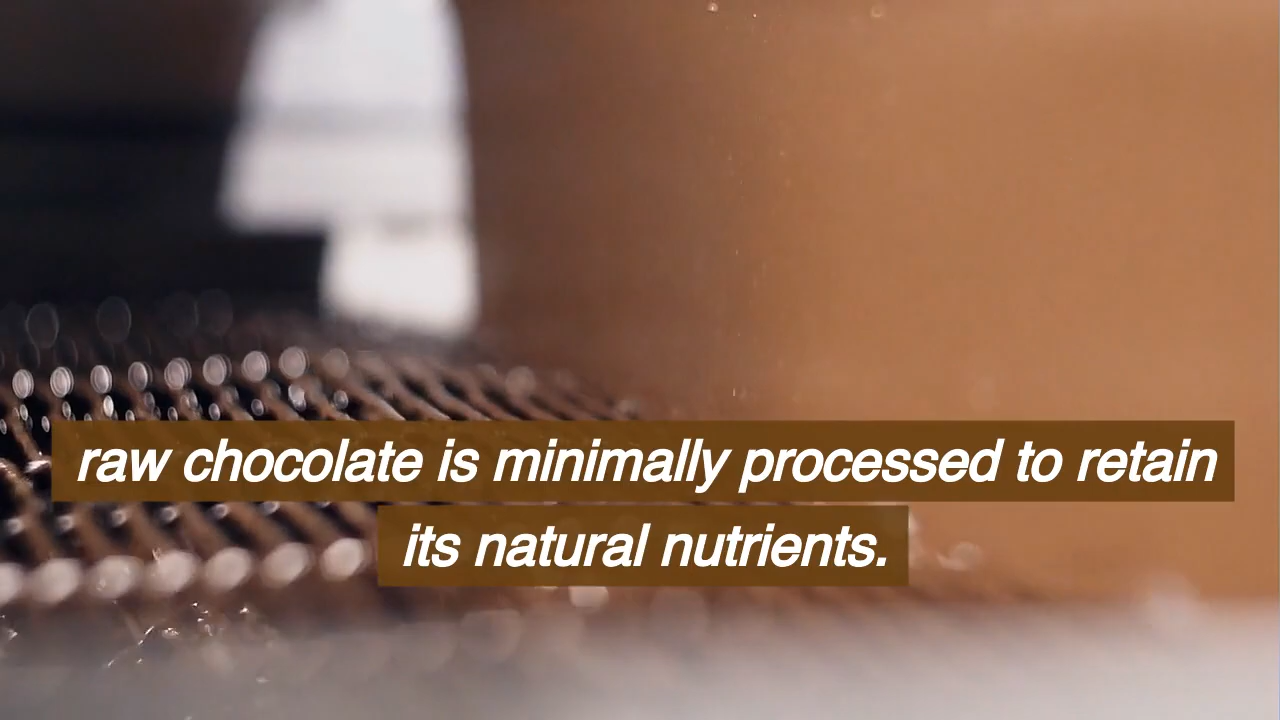 raw chocolate is minimally processed to retain
its natural nutrients.